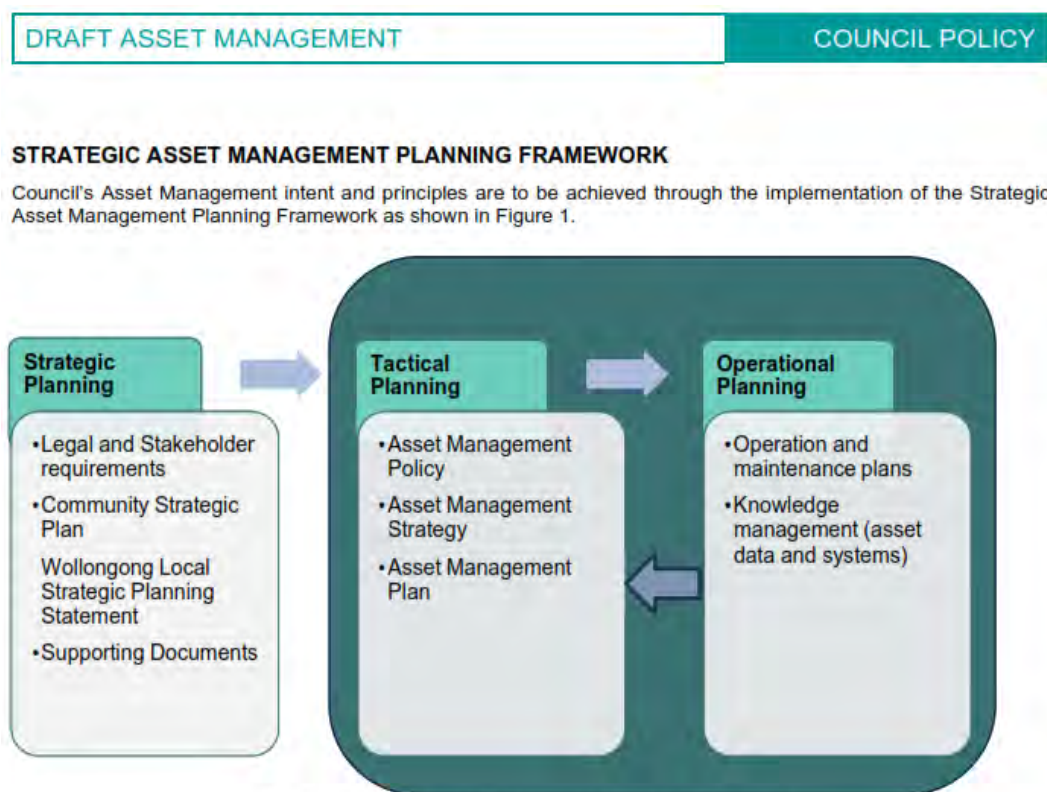 DRAFT ASSET MANAGEMENT
COUNCIL POLICY
STRATEGIC ASSET MANAGEMENT PLANNING FRAMEWORK
Council's Asset Management intent and principles are to be achieved through the implementation of the Strategic
Asset Management Planning Framework as shown in Figure 1.
Strategic
Planning
•Legal and Stakeholder
requirements
•Community Strategic
Plan
Wollongong Local
Strategic Planning
Statement
•Supporting Documents
Tactical
Planning
•Asset Management
Policy
•Asset Management
Strategy
•Asset Management
Plan
Operational
Planning
•Operation and
maintenance plans
•Knowledge
management (asset
data and systems)